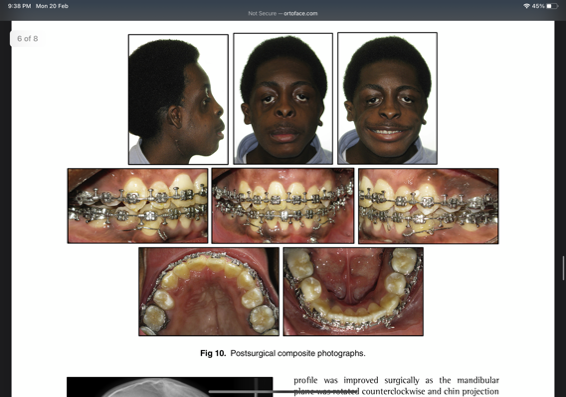 9:38 PM Mon 20 Feb
45%
Not Secure — ortoface.com
6 of 8
Fig 10. Postsurgical composite photographs.
profile was improved surgically as the mandibular
plane was rotated counterclockwise and chin projection